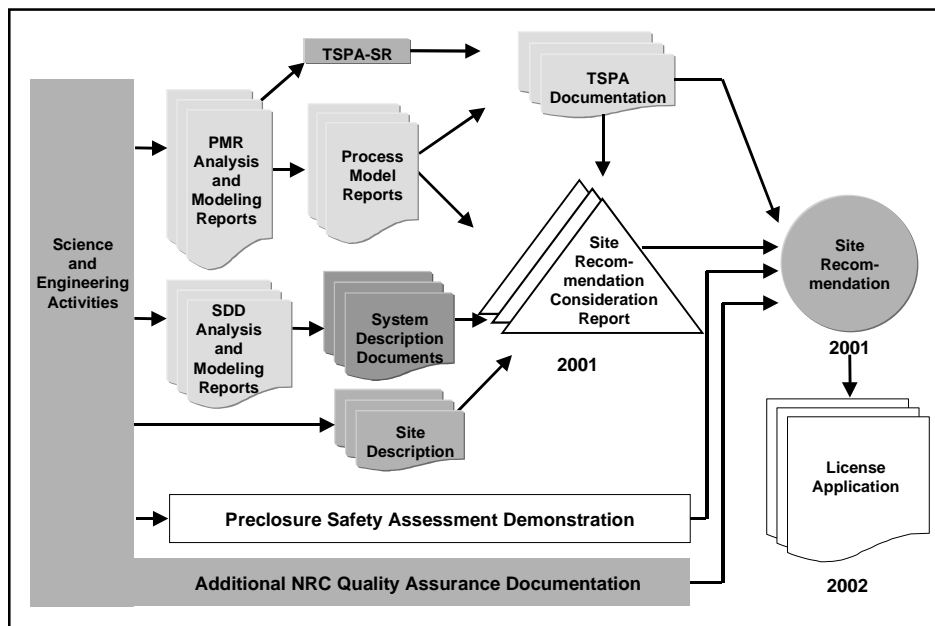 TSPA-SR
TSPA
Documentation
PMR
Analysis
and
Modeling
Reports
Process
Model
Reports
Science
and
Engineering
Activities
Site
Recom-
mendation
Consideration
Report
2001
Site
Recom-
mendation
2001
SDD
Analysis
and
Modeling
Reports
System
Description
Documents
Site
Description
License
Application
2002
Preclosure Safety Assessment Demonstration
Additional NRC Quality Assurance Documentation